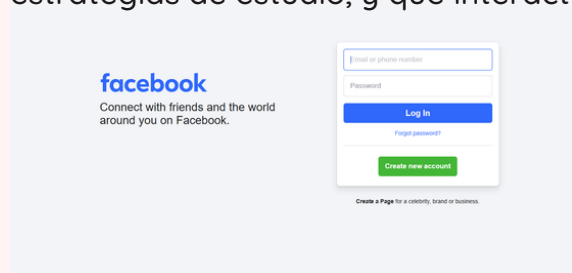 estrategias de estudio, y que interact
facebook
Connect with friends and the world
around you on Facebook.
Email or phone number
Password
Log In
Forgot password?
Create new account
Create a Page for a celebrity, brand or business.